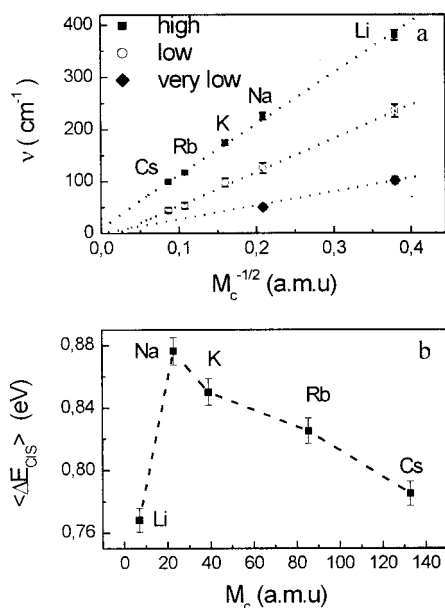 400
300
200
100
0
ν ( cm⁻¹)
high
low
very low
a
Li
Na
K
Rb
Cs
0,0 0,1 0,2 0,3 0,4
M_c^-1/2 (a.m.u)
b
0,88
0,84
0,80
0,76
<ΔE_CIS> (eV)
Na
K
Rb
Cs
Li
0 20 40 60 80 100 120 140
M_c (a.m.u)